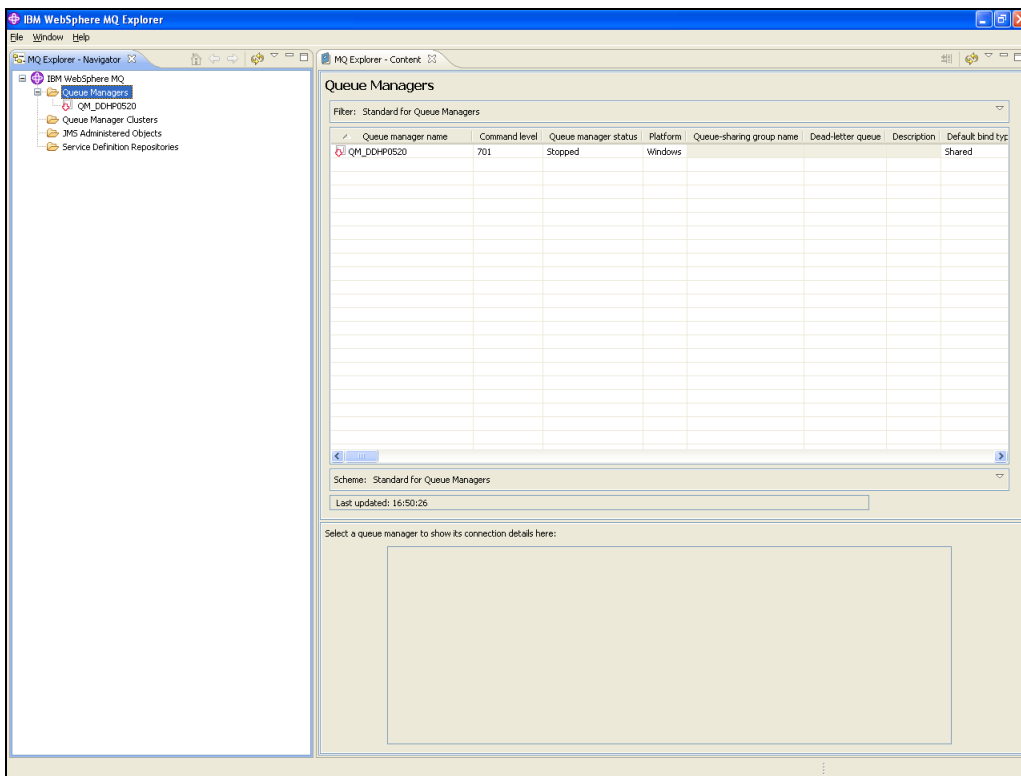 IBM WebSphere MQ Explorer
File Window Help
MQ Explorer - Navigator
IBM WebSphere MQ
Queue Managers
QM_DDHP0520
Queue Manager Clusters
JMS Administered Objects
Service Definition Repositories
MQ Explorer - Content
Queue Managers
Filter: Standard for Queue Managers
Queue manager name Command level Queue manager status Platform Queue-sharing group name Dead-letter queue Description Default bind typ
QM_DDHP0520 701 Stopped Windows Shared
Scheme: Standard for Queue Managers
Last updated: 16:50:26
Select a queue manager to show its connection details here: